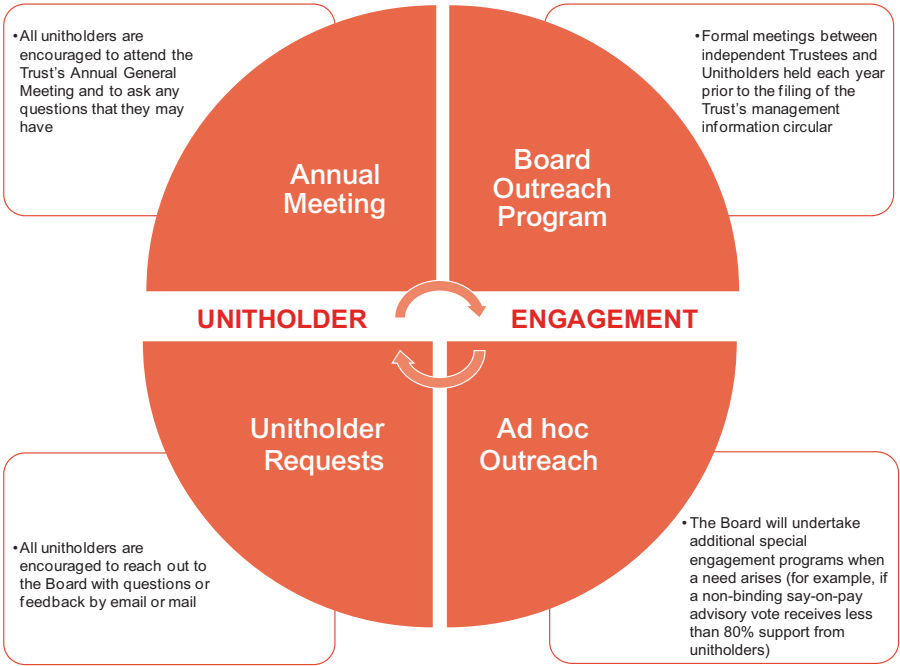 •All unitholders are
encouraged to attend the
Trust's Annual General
Meeting and to ask any
questions that they may
have
•Formal meetings between
independent Trustees and
Unitholders held each year
prior to the filing of the
Trust's management
information circular
Annual
Meeting
Board
Outreach
Program
UNITHOLDER
ENGAGEMENT
Unitholder
Requests
Ad hoc
Outreach
•All unitholders are
encouraged to reach out to
the Board with questions or
feedback by email or mail
•The Board will undertake
additional special
engagement programs when
a need arises (for example, if
a non-binding say-on-pay
advisory vote receives less
than 80% support from
unitholders)